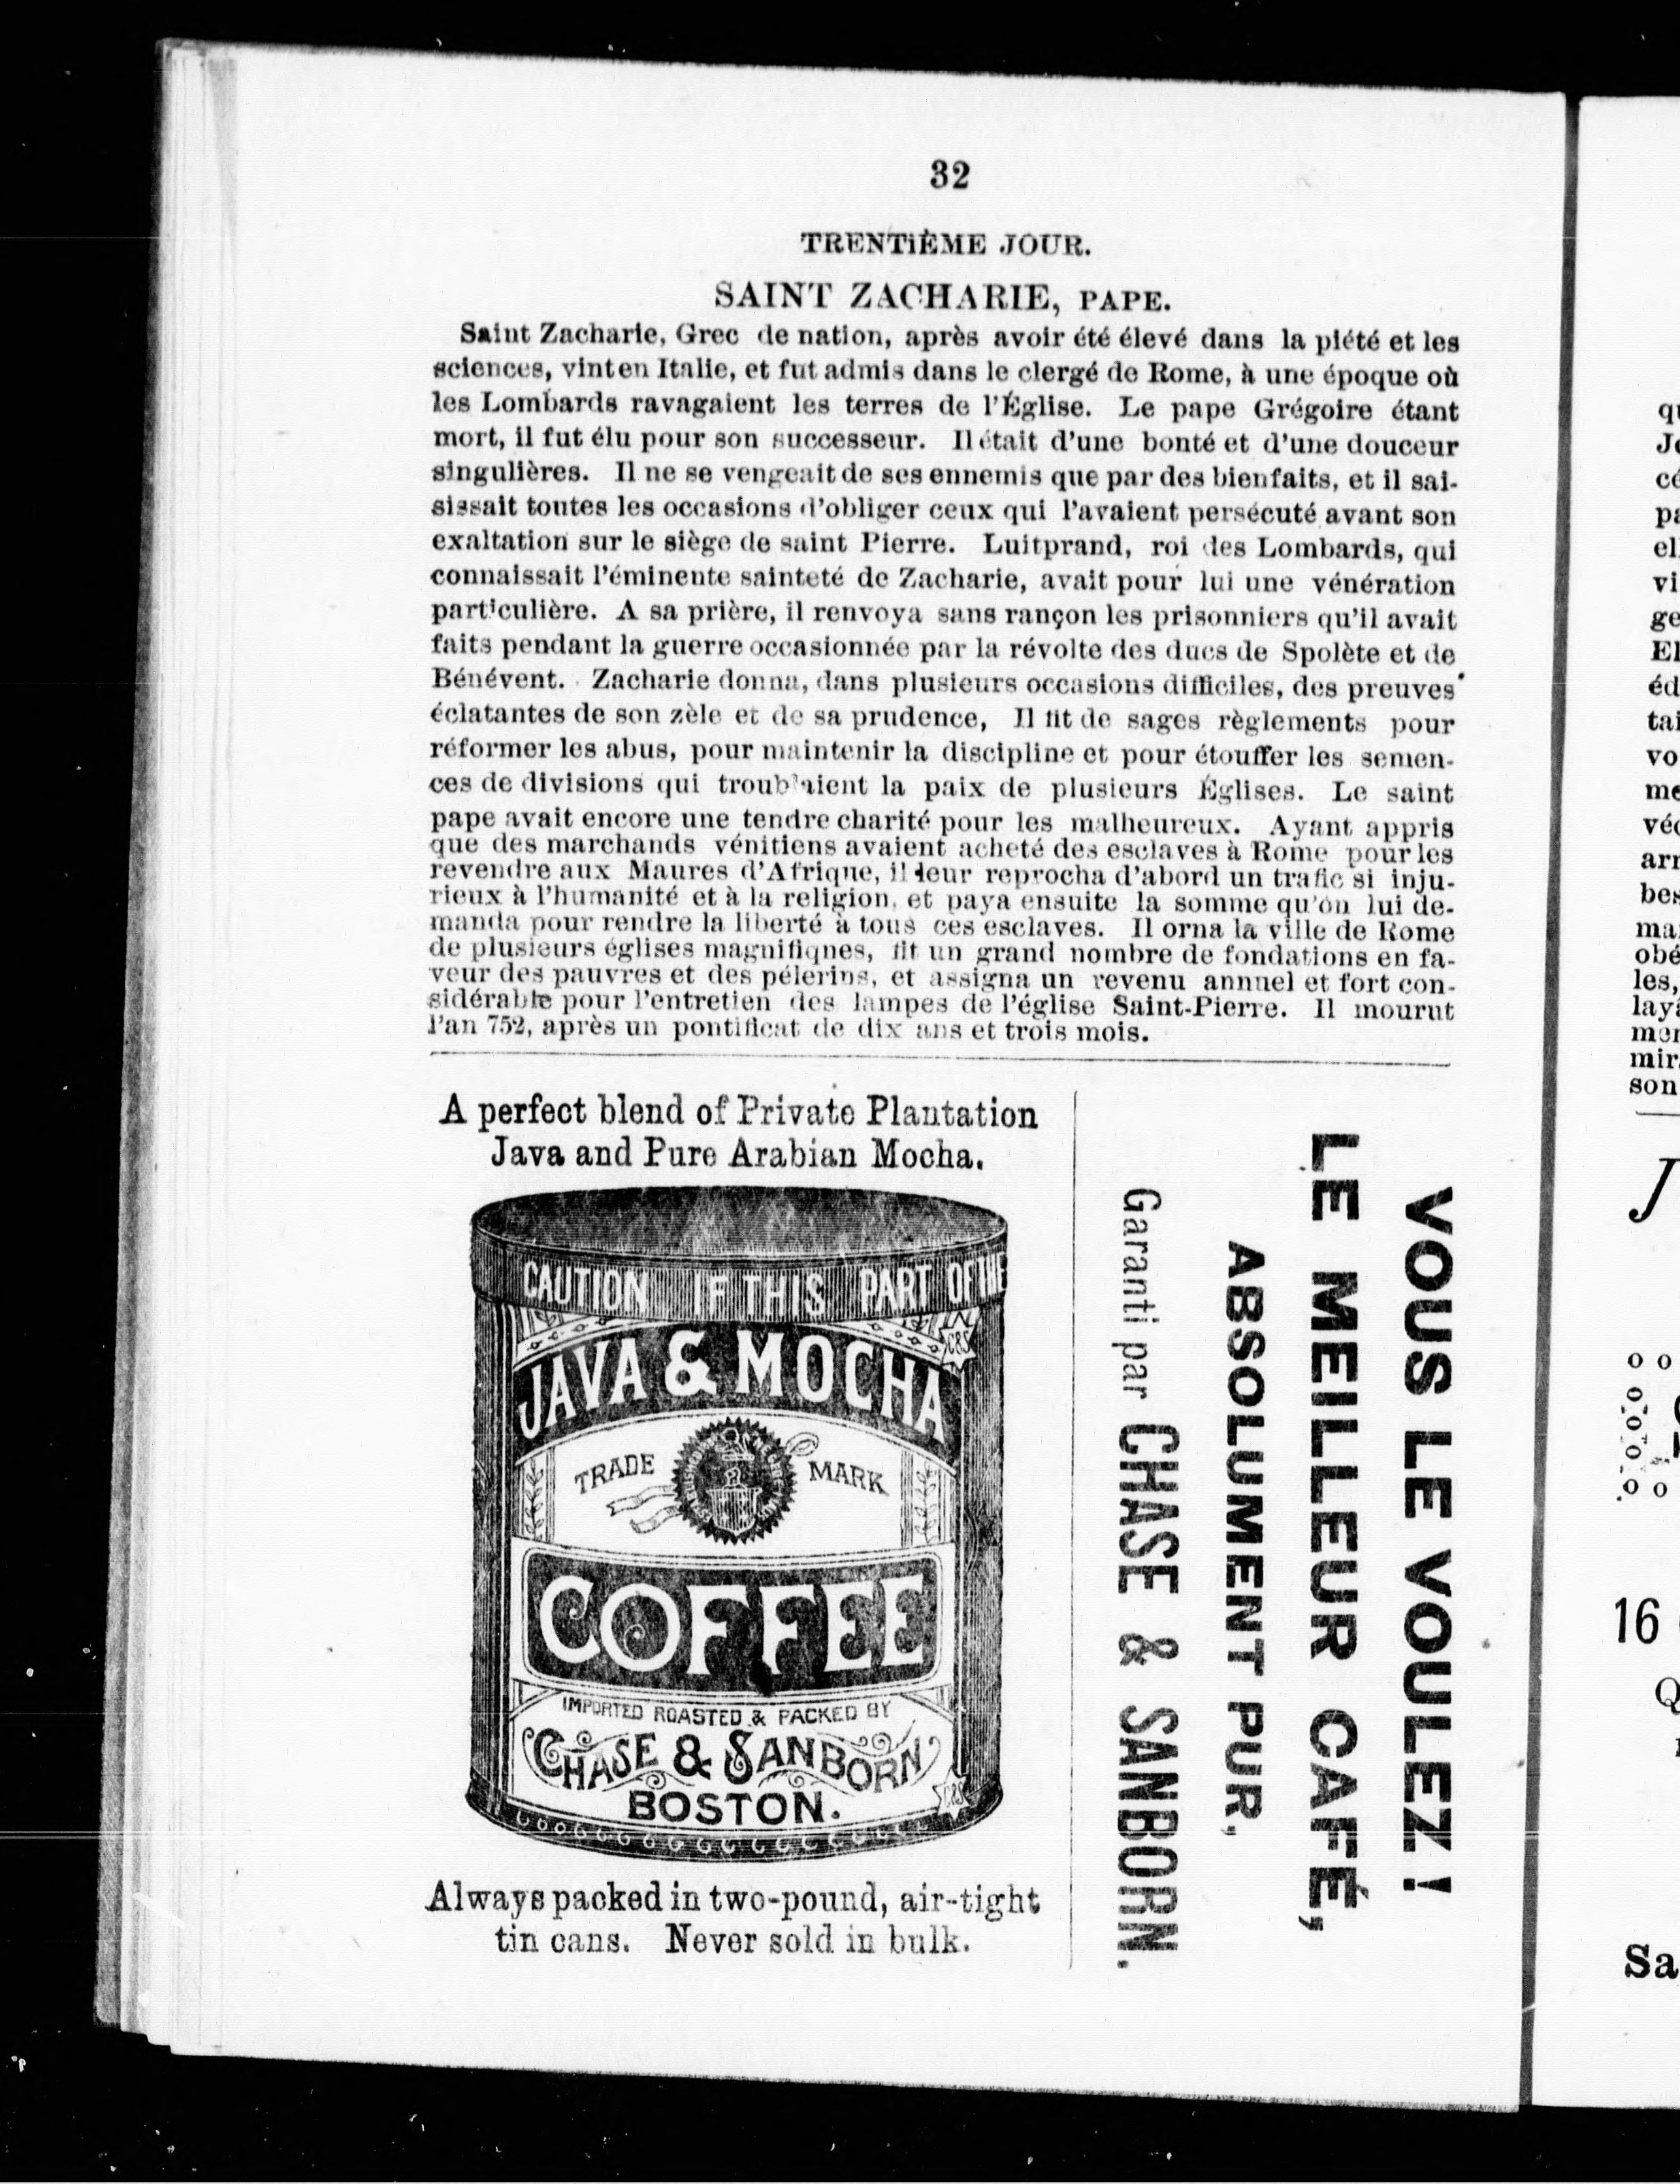 32
TRENTIÈME JOUR.
SAINT ZACHARIE, PAPE.
Saint Zacharie, Grec de nation, après avoir été élevé dans la piété et les
sciences, vint en Italie, et fut admis dans le clergé de Rome, à une époque où
les Lombards ravagaient les terres de l'Église. Le pape Grégoire étant
mort, il fut élu pour son successeur. Il était d'une bonté et d'une douceur
singulières. Il ne se vengeait de ses ennemis que par des bienfaits, et il sai-
sissait toutes les occasions d'obliger ceux qui l'avaient persécuté avant son
exaltation sur le siège de saint Pierre. Luitprand, roi des Lombards, qui
connaissait l'éminente sainteté de Zacharie, avait pour lui une vénération
particulière. A sa prière, il renvoya sans rançon les prisonniers qu'il avait
faits pendant la guerre occasionnée par la révolte des ducs de Spolète et de
Bénévent. Zacharie donna, dans plusieurs occasions difficiles, des preuves
éclatantes de son zèle et de sa prudence, Il fit de sages règlements pour
réformer les abus, pour maintenir la discipline et pour étouffer les semen-
ces de divisions qui troublaient la paix de plusieurs Églises. Le saint
pape avait encore une tendre charité pour les malheureux. Ayant appris
que des marchands vénitiens avaient acheté des esclaves à Rome pour les
revendre aux Maures d'Afrique, il leur reprocha d'abord un trafic si inju-
rieux à l'humanité et à la religion, et paya ensuite la somme qu'on lui de-
manda pour rendre la liberté à tous ces esclaves. Il orna la ville de Rome
de plusieurs églises magnifiques, fit un grand nombre de fondations en fa-
veur des pauvres et des pélerins, et assigna un revenu annuel et fort con-
sidérable pour l'entretien des lampes de l'église Saint-Pierre. Il mourut
l'an 752, après un pontificat de dix ans et trois mois.
A perfect blend of Private Plantation
Java and Pure Arabian Mocha.
CAUTION IF THIS PART OF THE
C&S
JAVA & MOCHA
TRADE MARK
COFFEE
IMPORTED ROASTED & PACKED BY
CHASE & SANBORN
BOSTON.
C&S
Always packed in two-pound, air-tight
tin cans. Never sold in bulk.
VOUS LE VOULEZ !
LE MEILLEUR CAFÉ,
ABSOLUMENT PUR,
Garanti par CHASE & SANBORN.
16
Sa